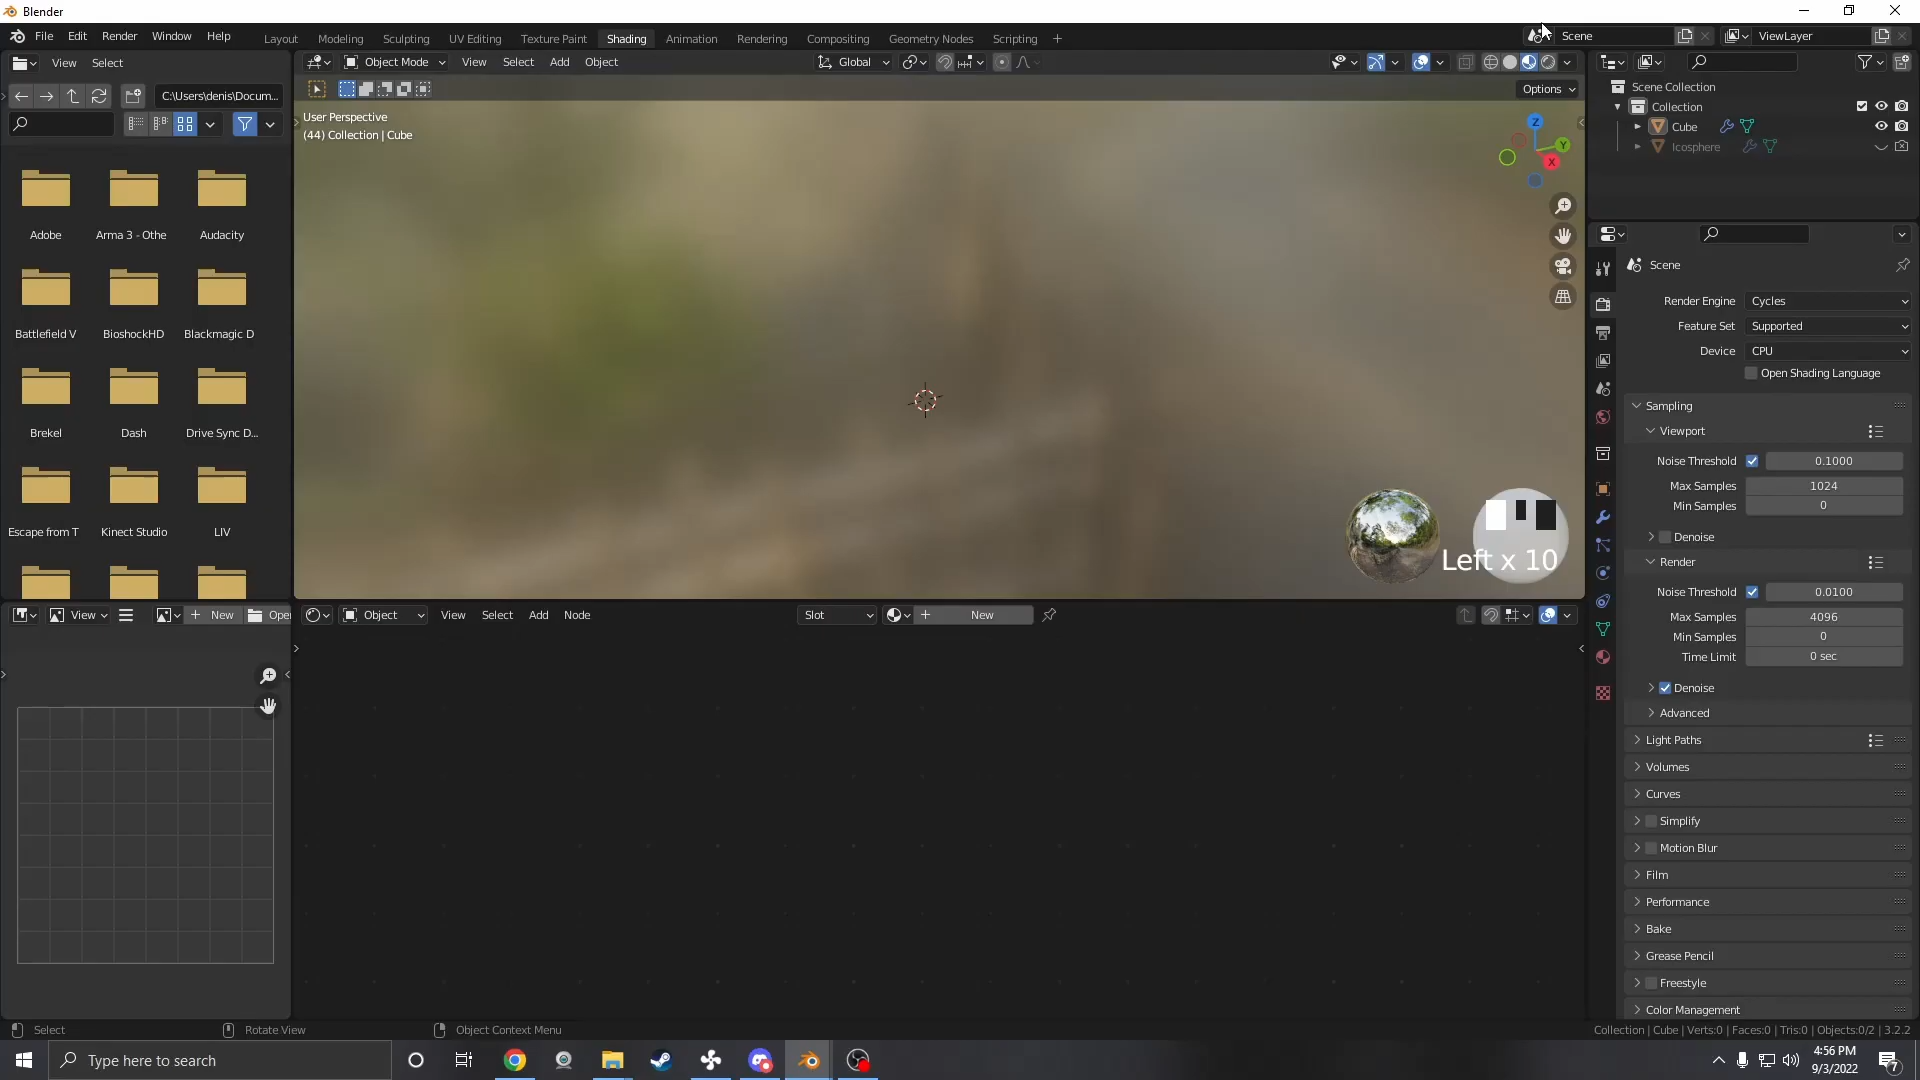 Blender
File Edit Render Window Help
Layout Modeling Sculpting UV Editing Texture Paint Shading Animation Rendering Compositing Geometry Nodes Scripting +
Scene
ViewLayer
View Select
C:\Users\denis\Docum...
Adobe Arma 3 - Othe Audacity
Battlefield V BioshockHD Blackmagic D
Brekel Dash Drive Sync D...
Escape from T Kinect Studio LIV
Object Mode View Select Add Object
Global
Options
User Perspective
(44) Collection | Cube
Z
Y
X
Left x 10
Scene Collection
Collection
Cube
Icosphere
Scene
Render Engine Cycles
Feature Set Supported
Device CPU
Open Shading Language
Sampling
Viewport
Noise Threshold 0.1000
Max Samples 1024
Min Samples 0
Denoise
Render
Noise Threshold 0.0100
Max Samples 4096
Min Samples 0
Time Limit 0 sec
Denoise
Advanced
Light Paths
Volumes
Curves
Simplify
Motion Blur
Film
Performance
Bake
Grease Pencil
Freestyle
Color Management
View + New Ope
Object View Select Add Node
Slot
+ New
Select Rotate View Object Context Menu
Collection | Cube | Verts:0 | Faces:0 | Tris:0 | Objects:0/2 | 3.2.2
Type here to search
4:56 PM
9/3/2022
7